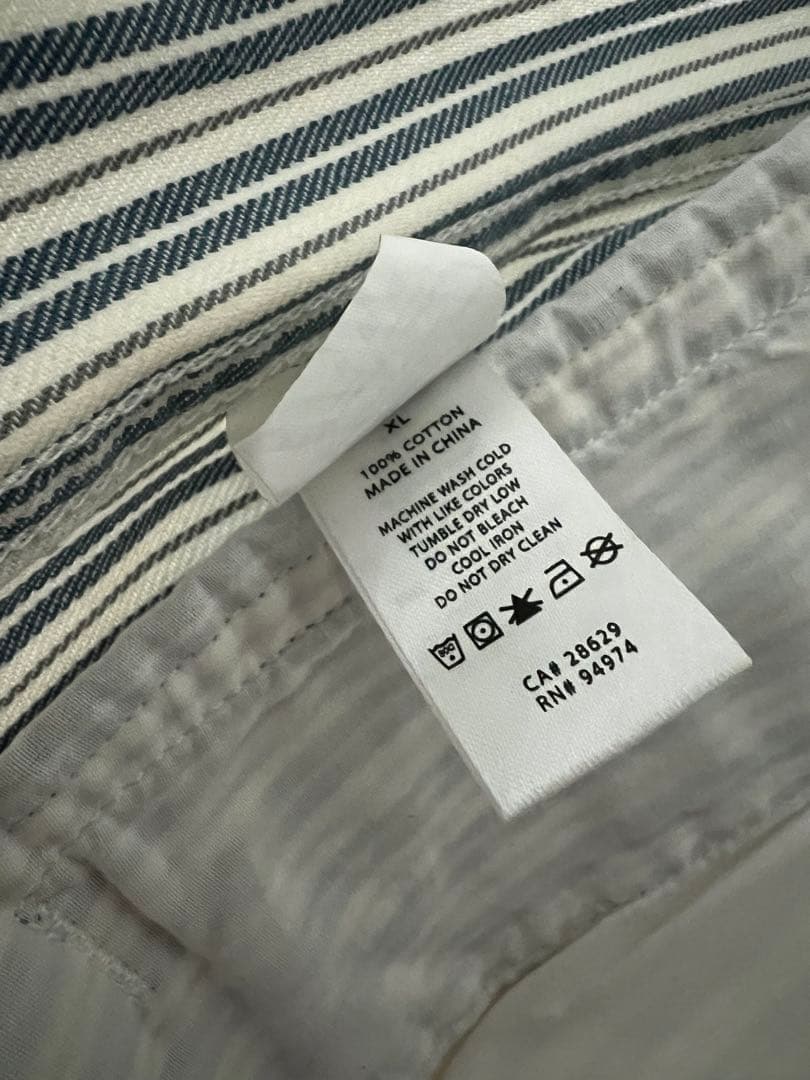 XL
100% COTTON
MADE IN CHINA
MACHINE WASH COLD
WITH LIKE COLORS
TUMBLE DRY LOW
DO NOT BLEACH
COOL IRON
DO NOT DRY CLEAN
CA# 28629
RN# 94974